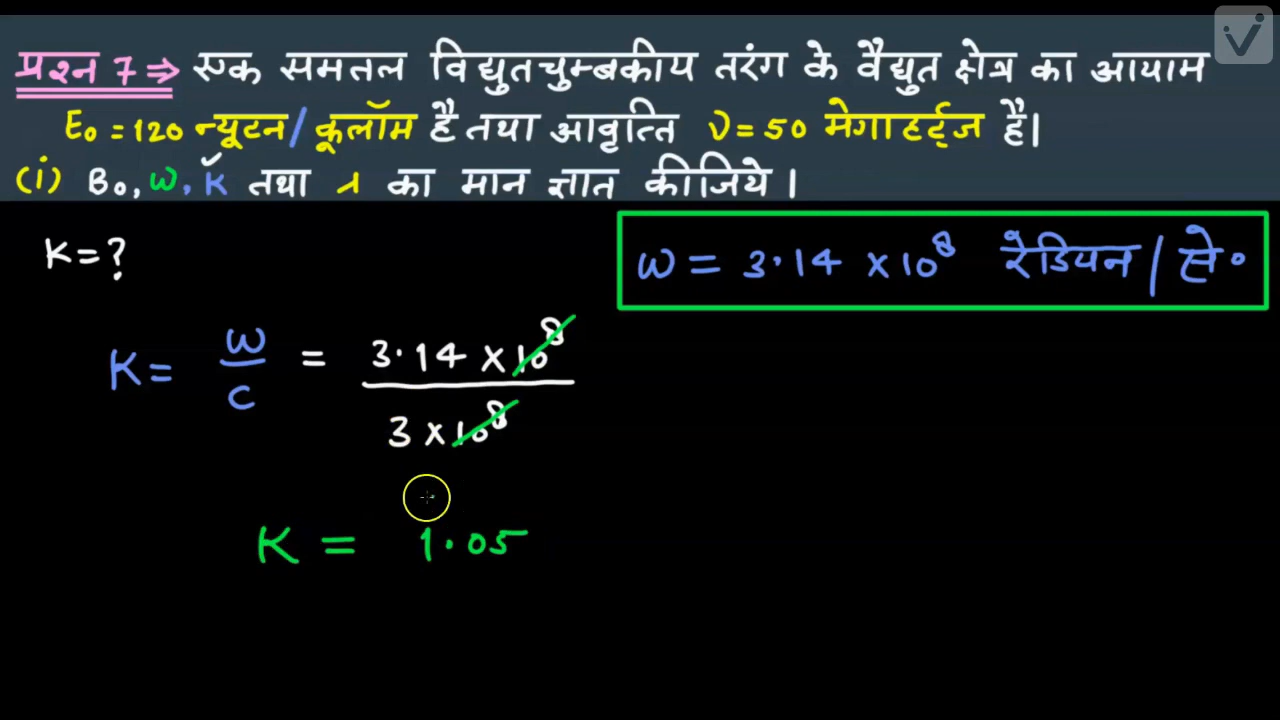 प्रश्न 7 ⇒ एक समतल विद्युतचुम्बकीय तरंग के वैद्युत क्षेत्र का आयाम
E₀ = 120 न्यूटन/कूलॉम है तथा आवृत्ति ν = 50 मेगाहर्ट्ज है।
(i) B₀, ω, K तथा λ का मान ज्ञात कीजिये।
K = ?
ω = 3.14 × 10⁸ रेडियन / से०
K = ω/c = 3.14 × 10⁸ / 3 × 10⁸
K = 1.05